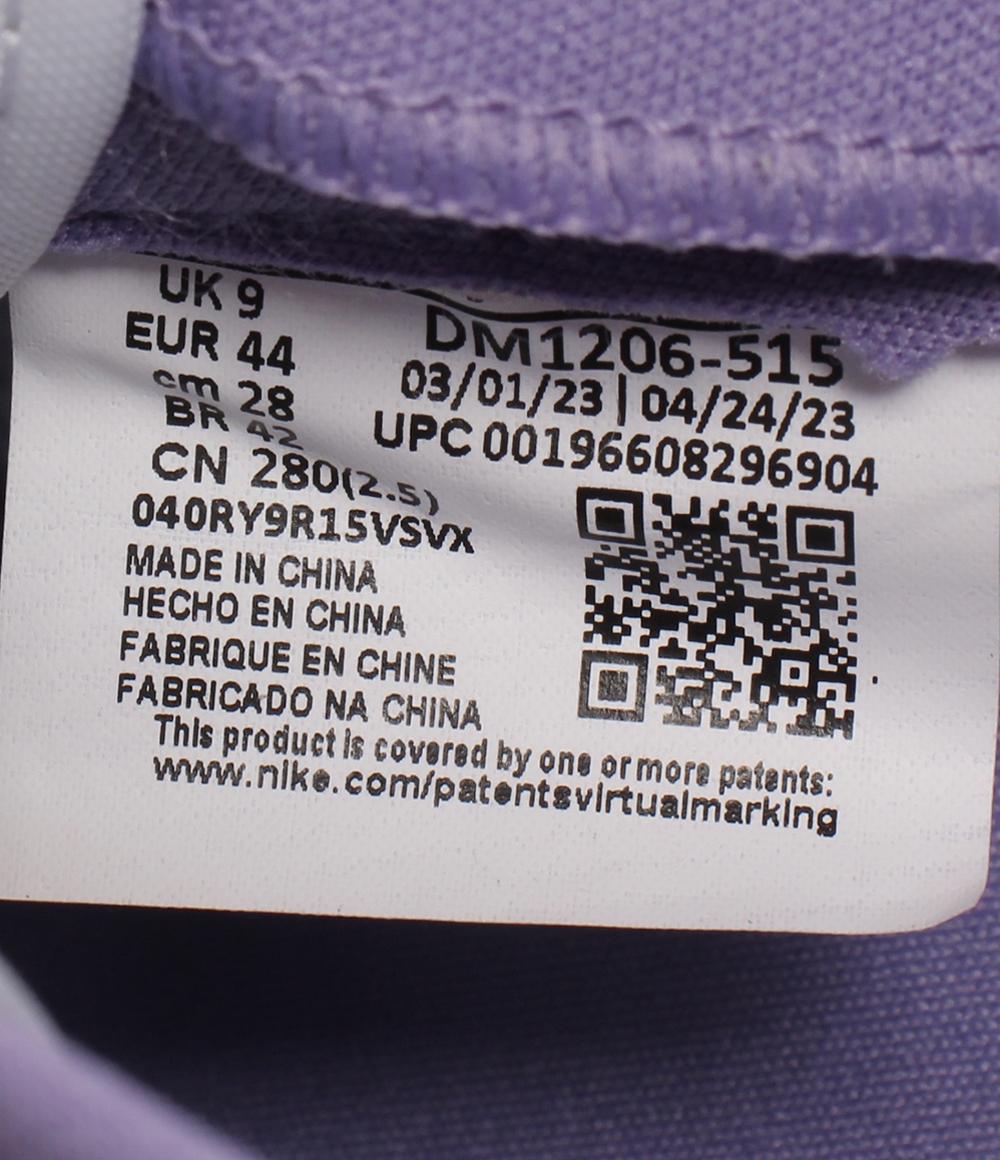 UK 9
EUR 44
cm 28
BR 42
CN 280(2.5)
040RY9R15VSVX
DM1206-515
03/01/23 | 04/24/23
UPC 00196608296904
MADE IN CHINA
HECHO EN CHINA
FABRIQUE EN CHINE
FABRICADO NA CHINA
This product is covered by one or more patents:
www.nike.com/patentsvirtualmarking